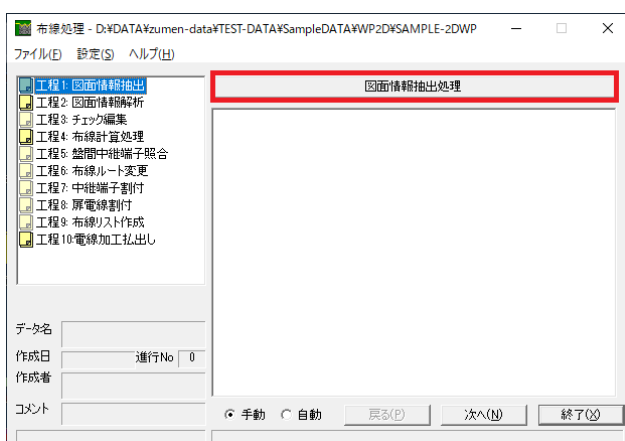 布線処理 - D:¥DATA¥zumen-data¥TEST-DATA¥SampleDATA¥WP2D¥SAMPLE-2DWP
ファイル(F) 設定(S) ヘルプ(H)
工程1: 図面情報抽出
工程2: 図面情報解析
工程3: チェック編集
工程4: 布線計算処理
工程5: 盤間中継端子照合
工程6: 布線ルート変更
工程7: 中継端子割付
工程8: 扉電線割付
工程9: 布線リスト作成
工程10:電線加工払出し
図面情報抽出処理
データ名
作成日 進行No 0
作成者
コメント
手動 自動 戻る(P) 次へ(N) 終了(X)